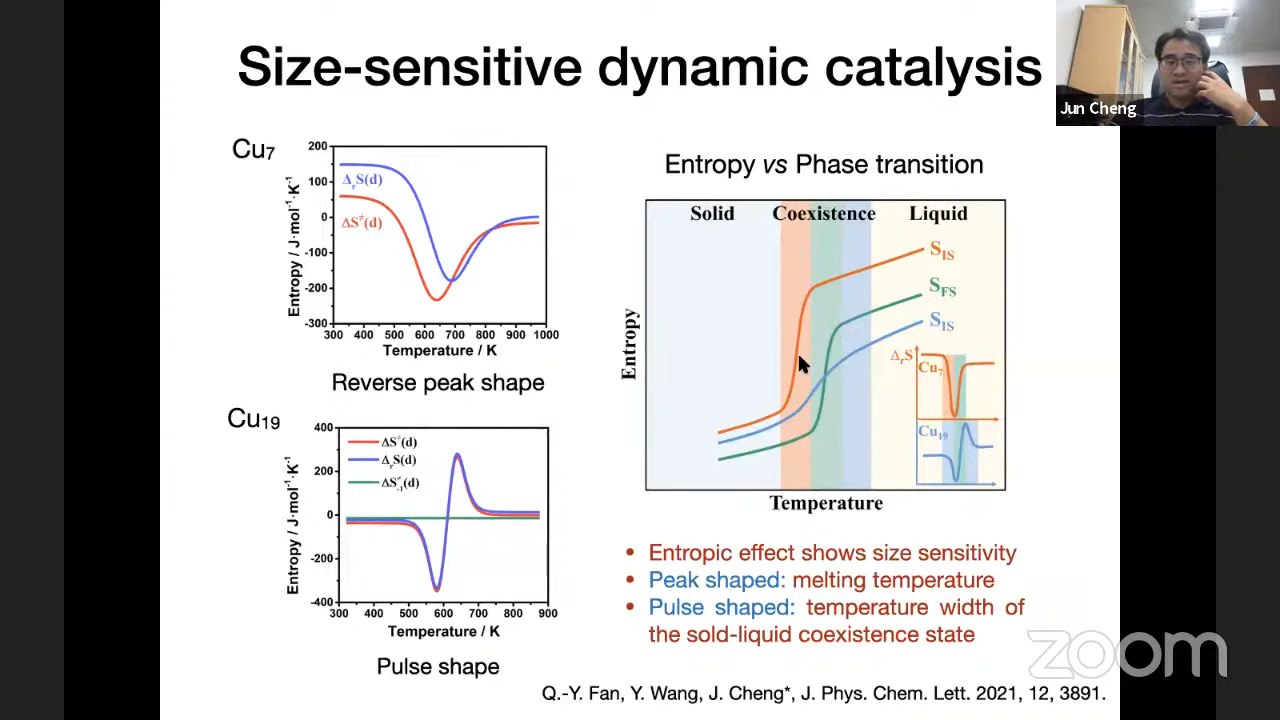 Size-sensitive dynamic catalysis
Jun Cheng
Cu7
200
100
0
-100
-200
-300
Entropy / J·mol-1·K-1
ΔrS(d)
ΔS≠(d)
300 400 500 600 700 800 900 1000
Temperature / K
Reverse peak shape
Cu19
400
200
0
-200
-400
Entropy / J·mol-1·K-1
ΔS≠(d)
ΔrS(d)
ΔS≠-1(d)
300 400 500 600 700 800 900
Temperature / K
Pulse shape
Entropy vs Phase transition
Solid Coexistence Liquid
SIS
SFS
SIS
ΔrS
Cu7
Cu19
Entropy
Temperature
• Entropic effect shows size sensitivity
• Peak shaped: melting temperature
• Pulse shaped: temperature width of
the sold-liquid coexistence state
zoom
Q.-Y. Fan, Y. Wang, J. Cheng*, J. Phys. Chem. Lett. 2021, 12, 3891.